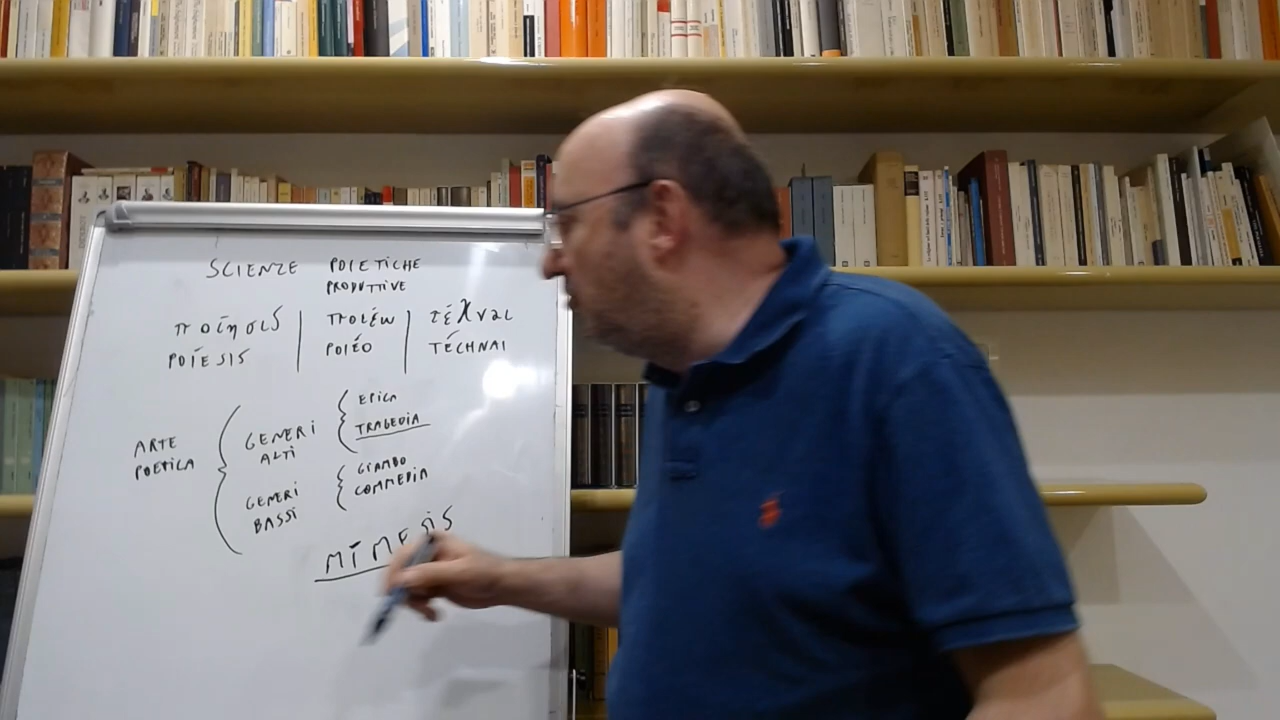 SCIENZE POIETICHE
PRODUTTIVE
ποίησις | ποιέω | τέχναι
POÍESIS | POIÉO | TÉCHNAI
ARTE
POETICA
GENERI
ALTI
EPICA
TRAGEDIA
GENERI
BASSI
GIAMBO
COMMEDIA
MÍMESIS